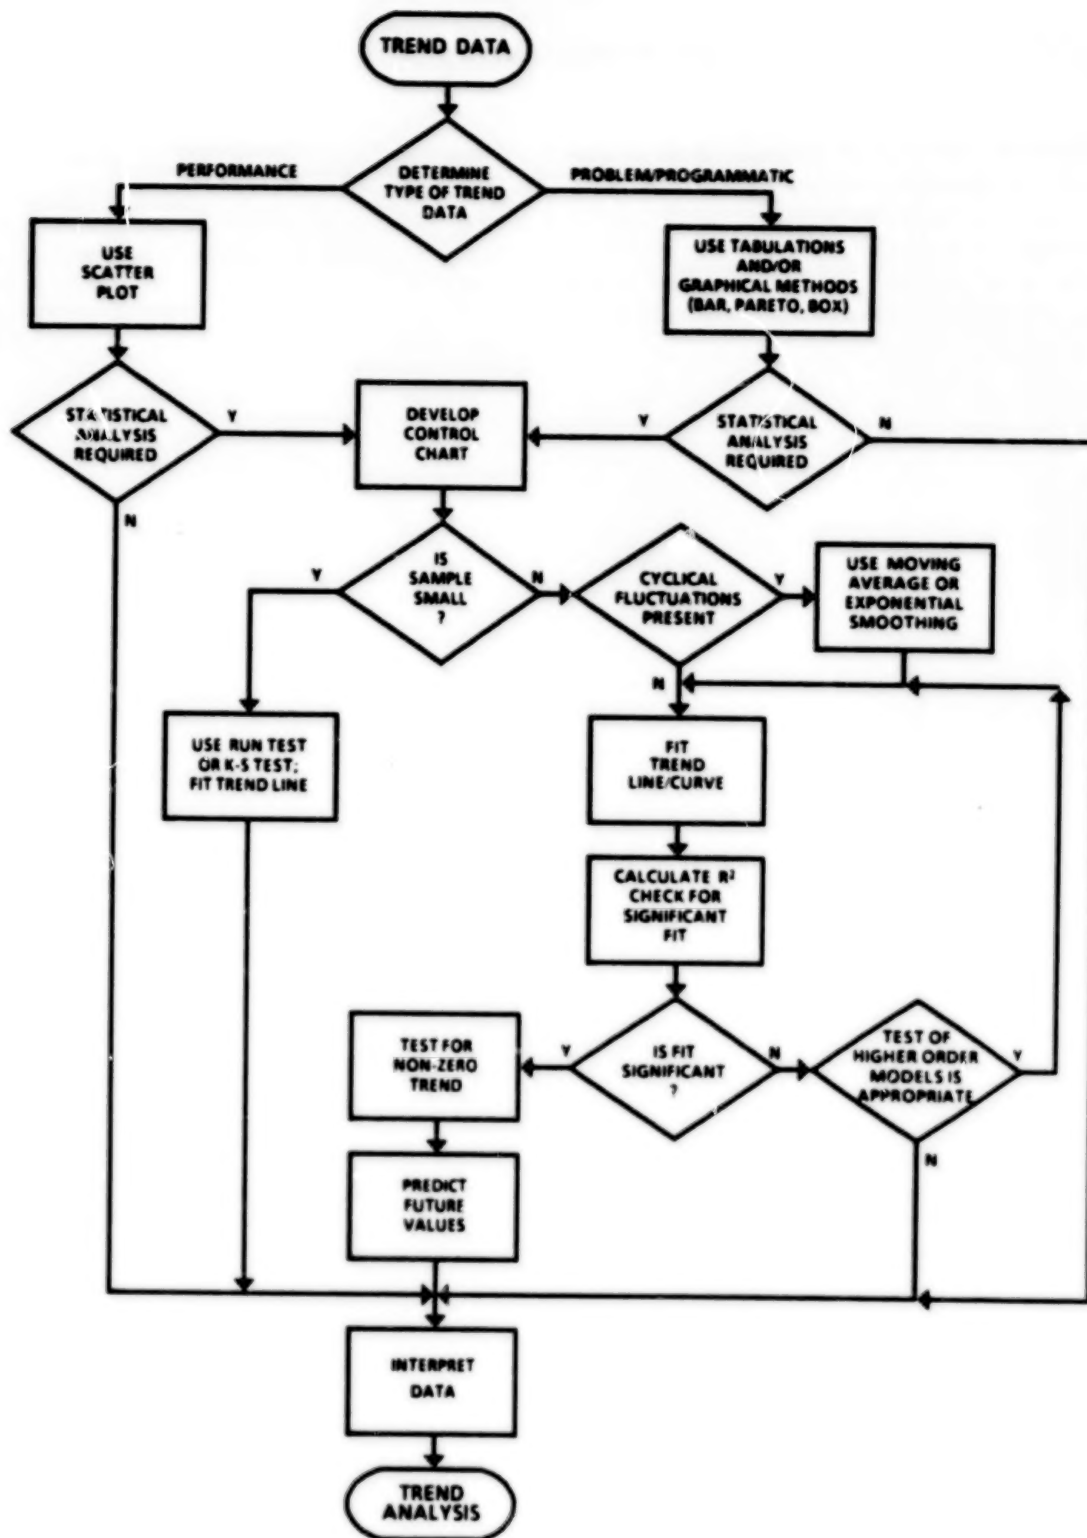 TREND DATA
PERFORMANCE
DETERMINE
TYPE OF TREND
DATA
PROBLEM/PROGRAMMATIC
USE
SCATTER
PLOT
USE TABULATIONS
AND/OR
GRAPHICAL METHODS
(BAR, PARETO, BOX)
STATISTICAL
ANALYSIS
REQUIRED
Y
N
DEVELOP
CONTROL
CHART
Y
STATISTICAL
ANALYSIS
REQUIRED
N
Y
IS
SAMPLE
SMALL
?
N
CYCLICAL
FLUCTUATIONS
PRESENT
Y
N
USE MOVING
AVERAGE OR
EXPONENTIAL
SMOOTHING
USE RUN TEST
OR K-S TEST;
FIT TREND LINE
FIT
TREND
LINE/CURVE
CALCULATE R²
CHECK FOR
SIGNIFICANT
FIT
TEST FOR
NON-ZERO
TREND
Y
IS FIT
SIGNIFICANT
?
N
TEST OF
HIGHER ORDER
MODELS IS
APPROPRIATE
Y
N
PREDICT
FUTURE
VALUES
INTERPRET
DATA
TREND
ANALYSIS